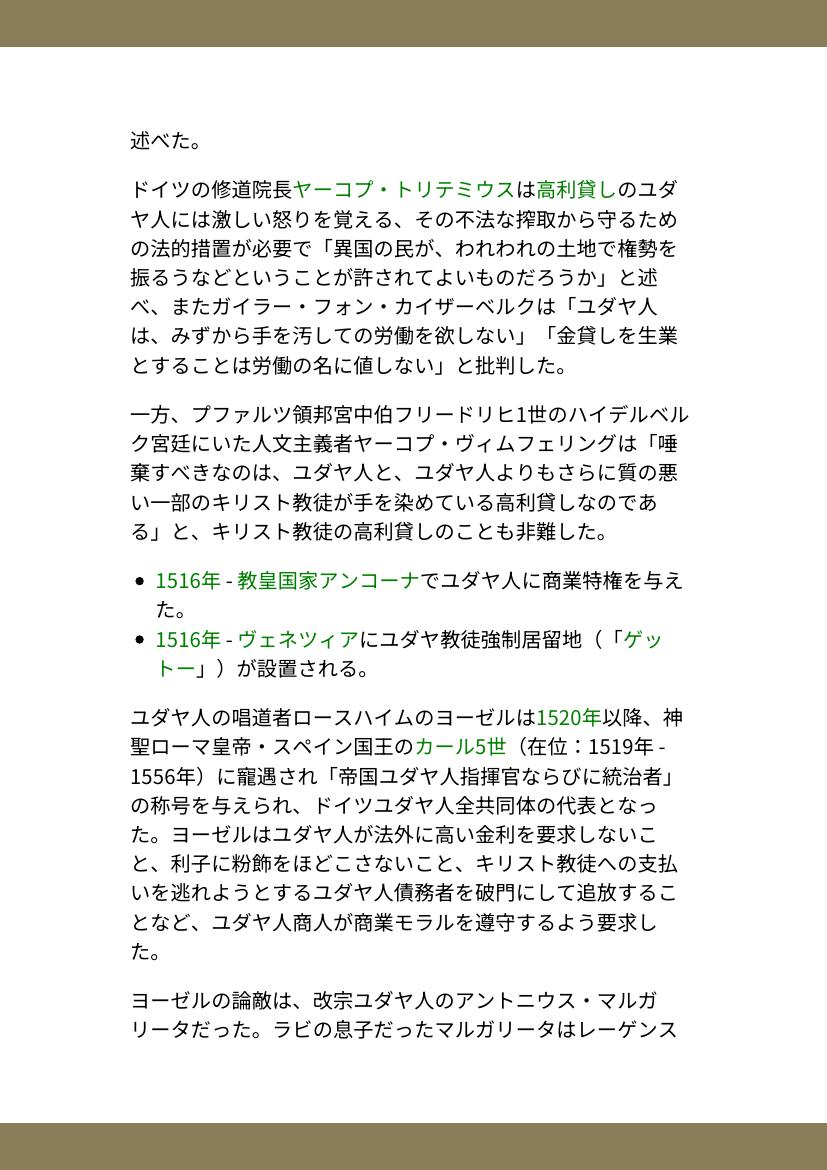 述べた。
ドイツの修道院長ヤーコプ・トリテミウスは高利貸しのユダ
ヤ人には激しい怒りを覚える、その不法な搾取から守るため
の法的措置が必要で「異国の民が、われわれの土地で権勢を
振るうなどということが許されてよいものだろうか」と述
べ、またガイラー・フォン・カイザーベルクは「ユダヤ人
は、みずから手を汚しての労働を欲しない」「金貸しを生業
とすることは労働の名に値しない」と批判した。
一方、プファルツ領邦宮中伯フリードリヒ1世のハイデルベル
ク宮廷にいた人文主義者ヤーコプ・ヴィムフェリングは「唾
棄すべきなのは、ユダヤ人と、ユダヤ人よりもさらに質の悪
い一部のキリスト教徒が手を染めている高利貸しなのであ
る」と、キリスト教徒の高利貸しのことも非難した。
● 1516年 - 教皇国家アンコーナでユダヤ人に商業特権を与え
た。
● 1516年 - ヴェネツィアにユダヤ教徒強制居留地（「ゲッ
トー」）が設置される。
ユダヤ人の唱道者ロースハイムのヨーゼルは1520年以降、神
聖ローマ皇帝・スペイン国王のカール5世（在位：1519年 -
1556年）に寵遇され「帝国ユダヤ人指揮官ならびに統治者」
の称号を与えられ、ドイツユダヤ人全共同体の代表となっ
た。ヨーゼルはユダヤ人が法外に高い金利を要求しないこ
と、利子に粉飾をほどこさないこと、キリスト教徒への支払
いを逃れようとするユダヤ人債務者を破門にして追放するこ
となど、ユダヤ人商人が商業モラルを遵守するよう要求し
た。
ヨーゼルの論敵は、改宗ユダヤ人のアントニウス・マルガ
リータだった。ラビの息子だったマルガリータはレーゲンス